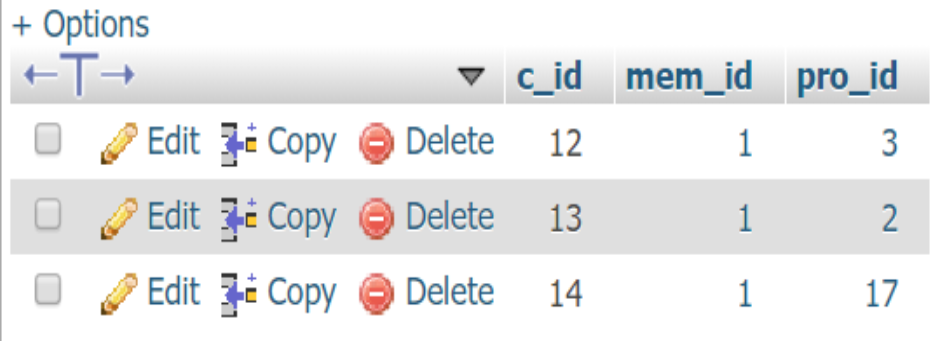 + Options
←T→ ▼ c_id mem_id pro_id
Edit Copy Delete 12 1 3
Edit Copy Delete 13 1 2
Edit Copy Delete 14 1 17